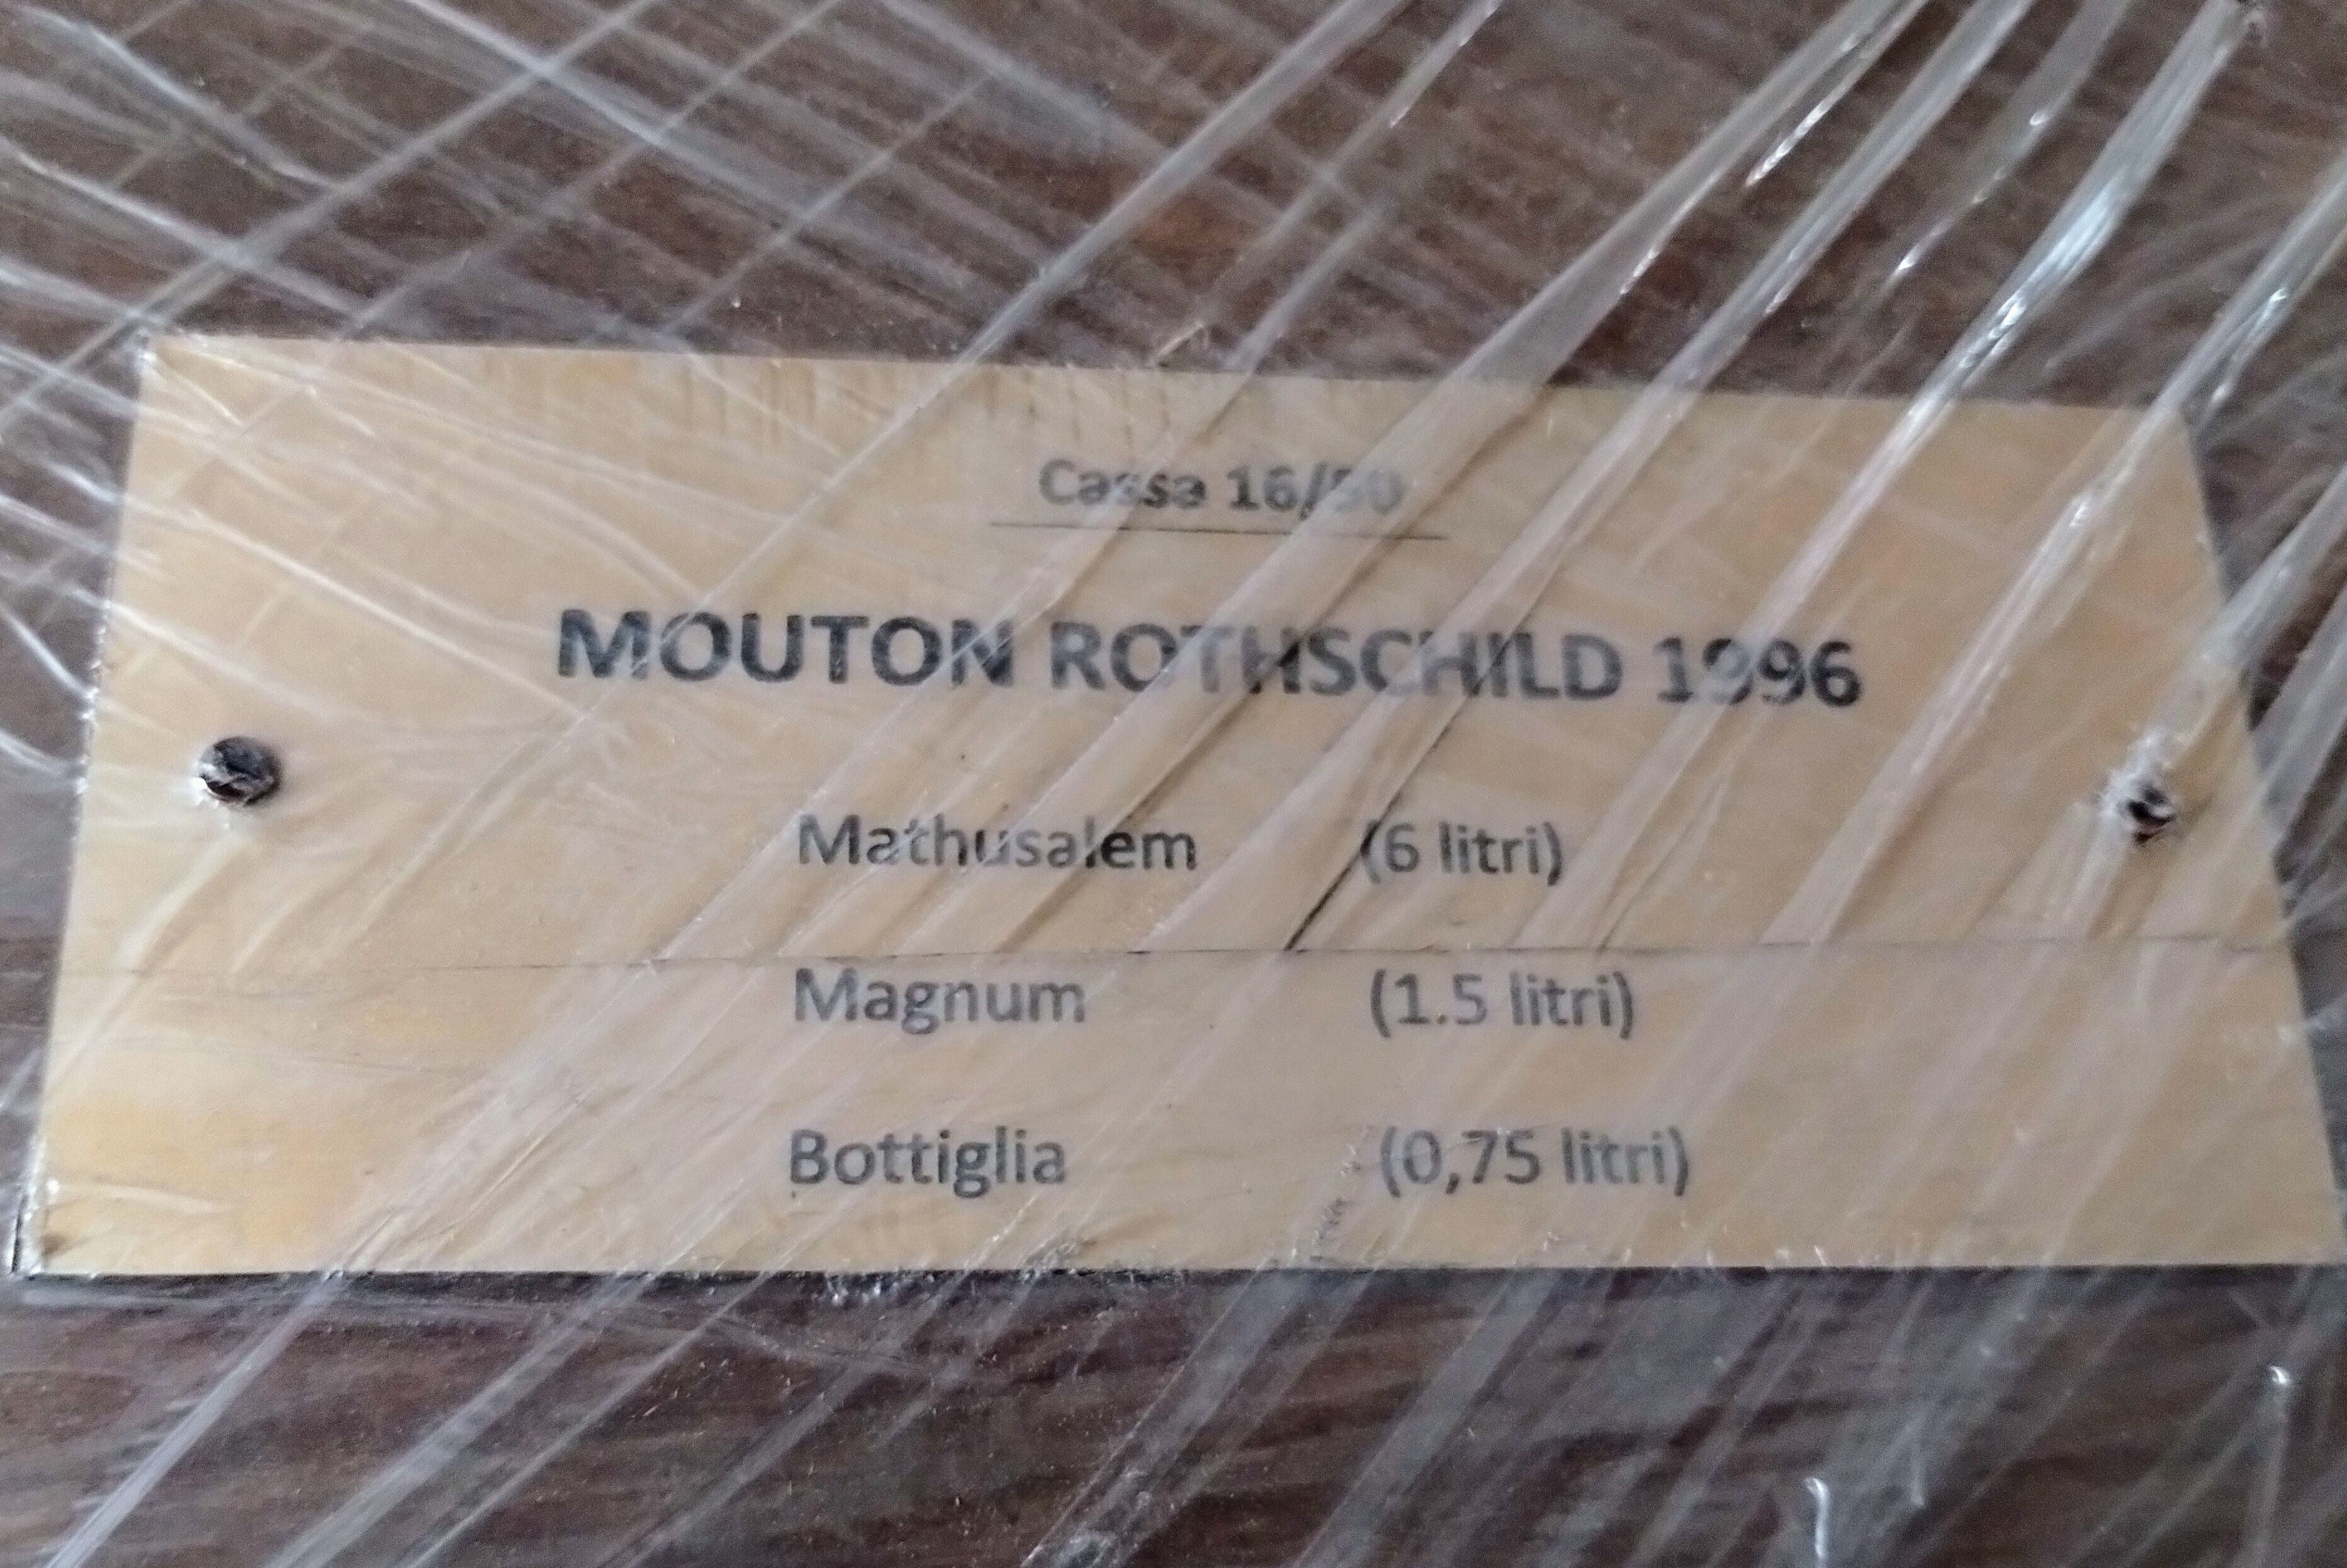 Cassa 16/50
MOUTON ROTHSCHILD 1996
Mathusalem (6 litri)
Magnum (1.5 litri)
Bottiglia (0,75 litri)